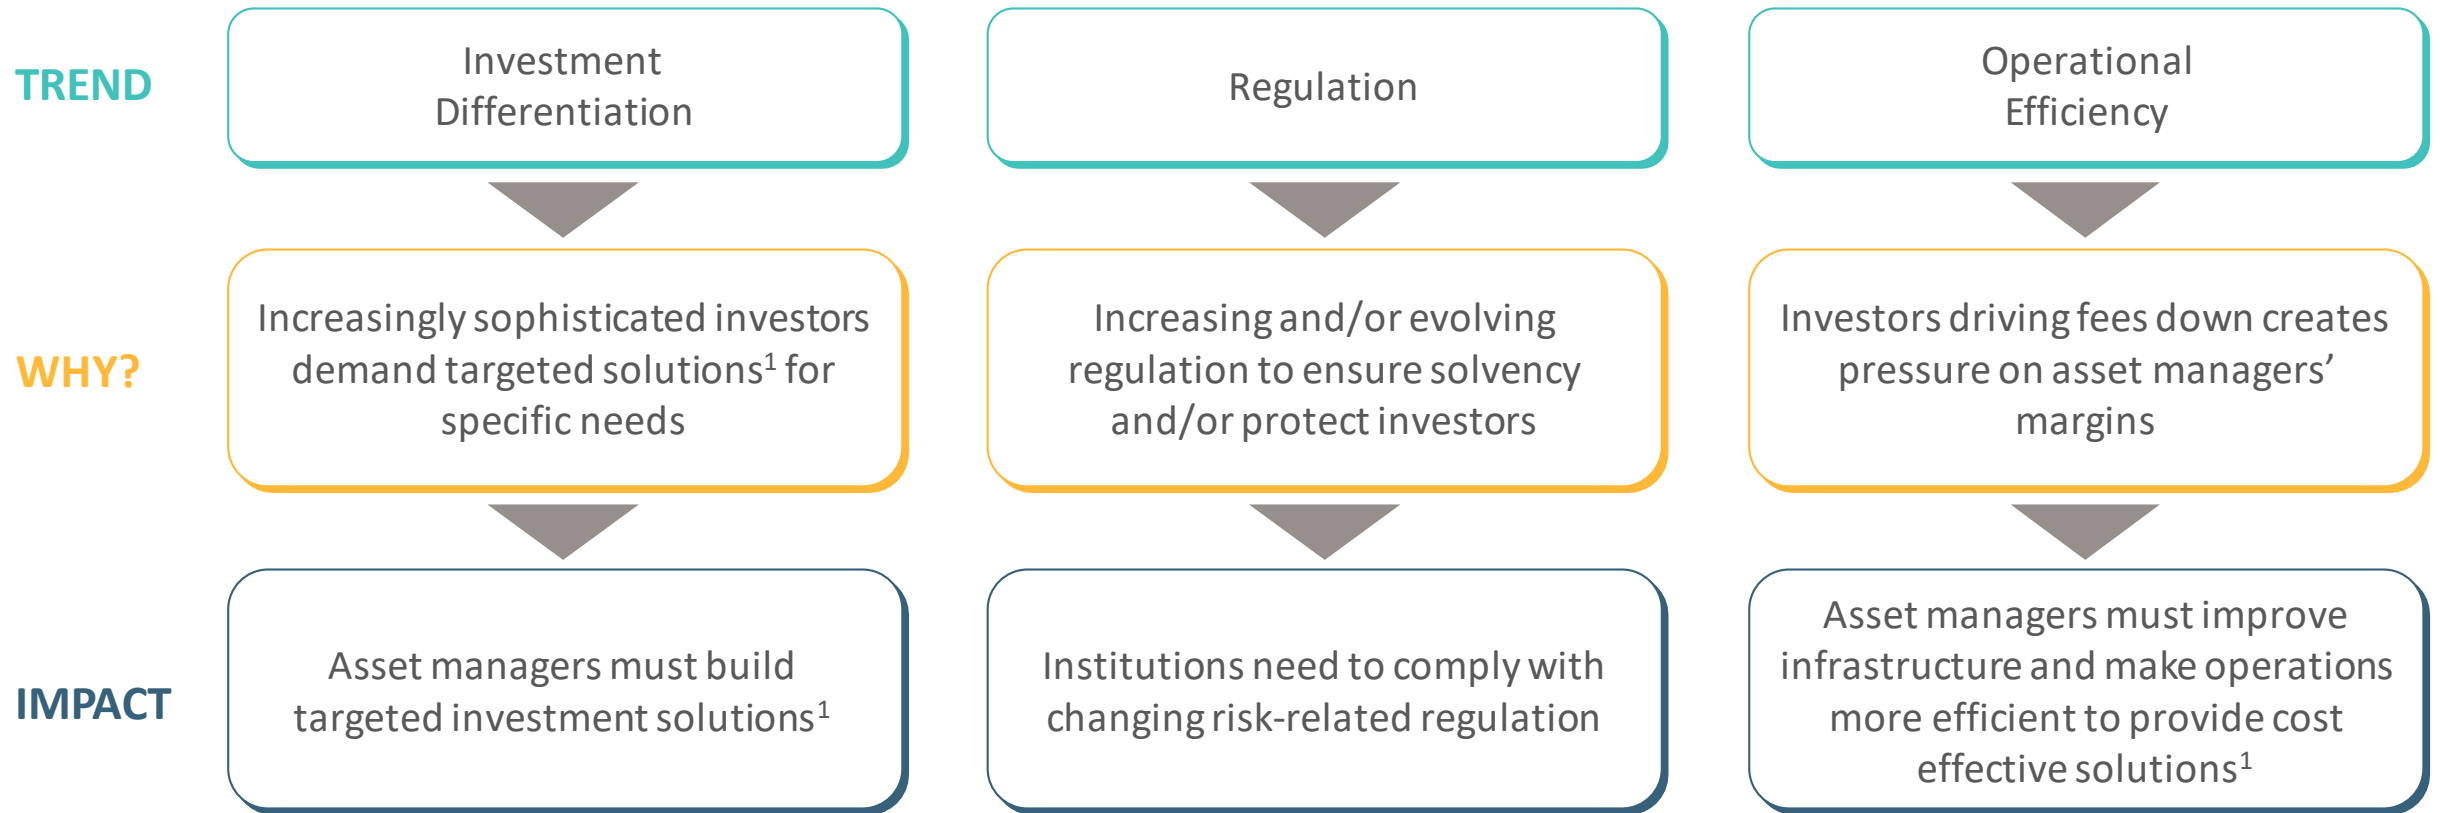 TREND
Investment
Differentiation
Regulation
Operational
Efficiency
WHY?
Increasingly sophisticated investors
demand targeted solutions¹ for
specific needs
Increasing and/or evolving
regulation to ensure solvency
and/or protect investors
Investors driving fees down creates
pressure on asset managers’
margins
IMPACT
Asset managers must build
targeted investment solutions¹
Institutions need to comply with
changing risk-related regulation
Asset managers must improve
infrastructure and make operations
more efficient to provide cost
effective solutions¹